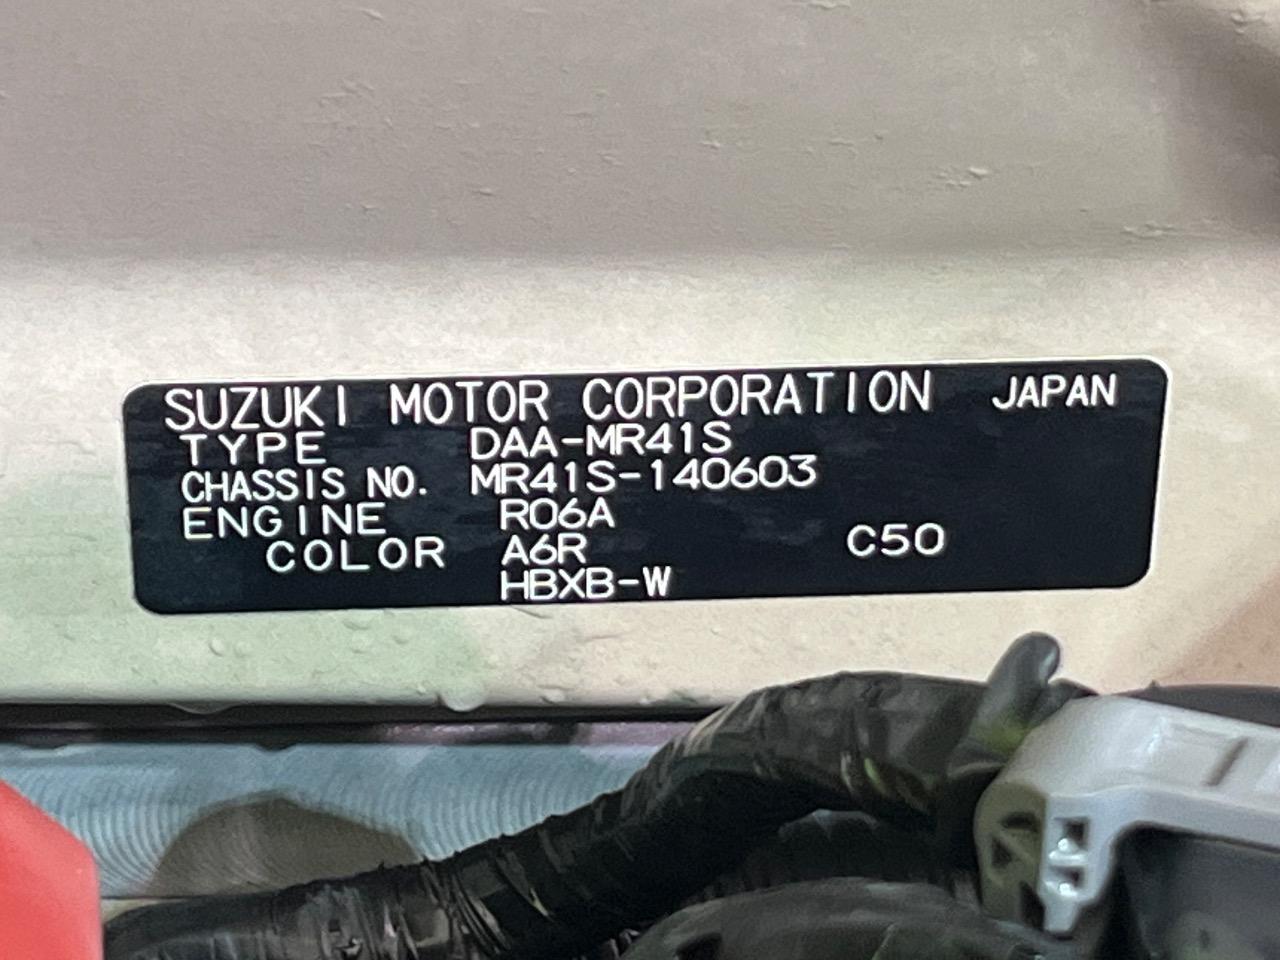 SUZUKI MOTOR CORPORATION JAPAN
TYPE DAA-MR41S
CHASSIS NO. MR41S-140603
ENGINE R06A
COLOR A6R C50
HBXB-W